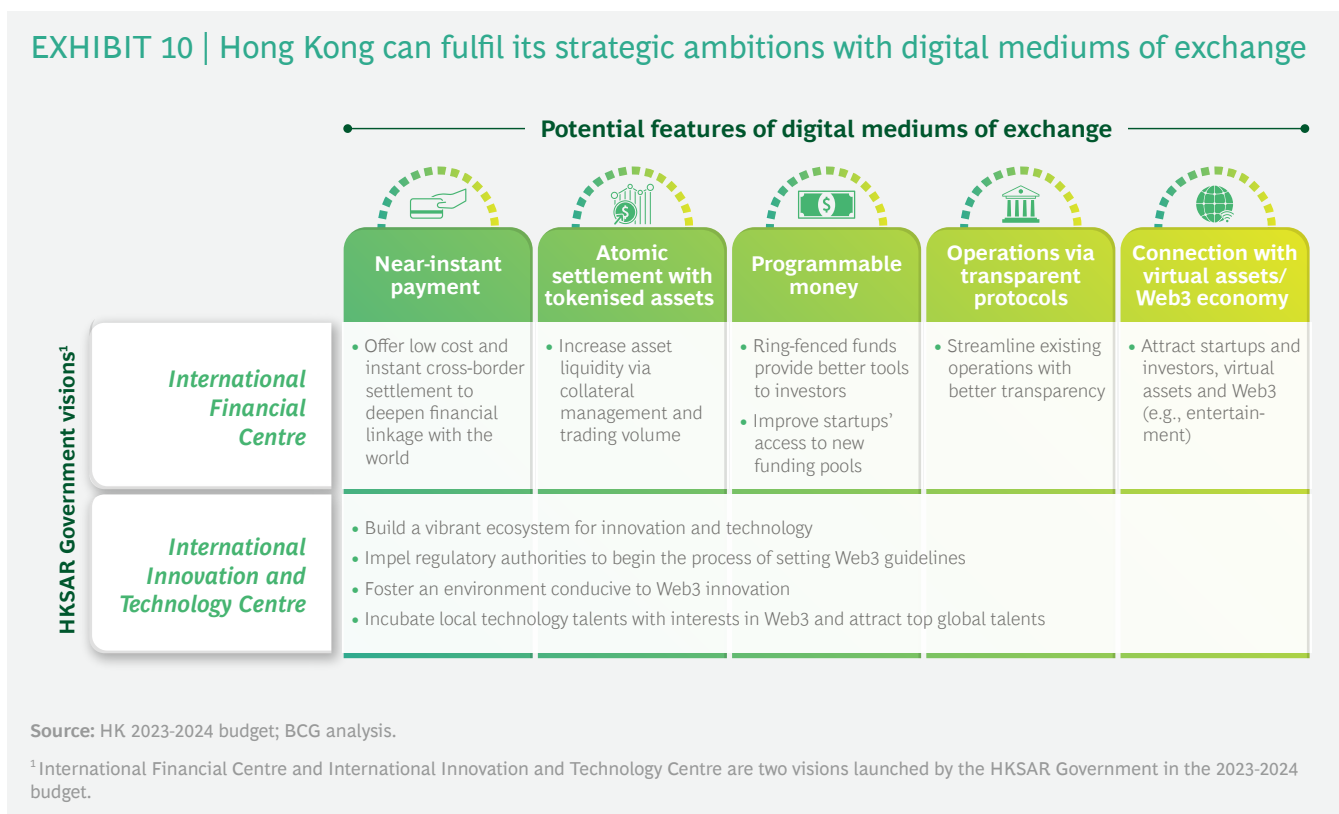 EXHIBIT 10 | Hong Kong can fulfil its strategic ambitions with digital mediums of exchange
Potential features of digital mediums of exchange
Near-instant
payment
Atomic
settlement with
tokenised assets
Programmable
money
Operations via
transparent
protocols
Connection with
virtual assets/
Web3 economy
HKSAR Government visions¹
International
Financial
Centre
• Offer low cost and
instant cross-border
settlement to
deepen financial
linkage with the
world
• Increase asset
liquidity via
collateral
management and
trading volume
• Ring-fenced funds
provide better tools
to investors
• Improve startups’
access to new
funding pools
• Streamline existing
operations with
better transparency
• Attract startups and
investors, virtual
assets and Web3
(e.g., entertain-
ment)
International
Innovation and
Technology Centre
• Build a vibrant ecosystem for innovation and technology
• Impel regulatory authorities to begin the process of setting Web3 guidelines
• Foster an environment conducive to Web3 innovation
• Incubate local technology talents with interests in Web3 and attract top global talents
Source: HK 2023-2024 budget; BCG analysis.
¹ International Financial Centre and International Innovation and Technology Centre are two visions launched by the HKSAR Government in the 2023-2024
budget.